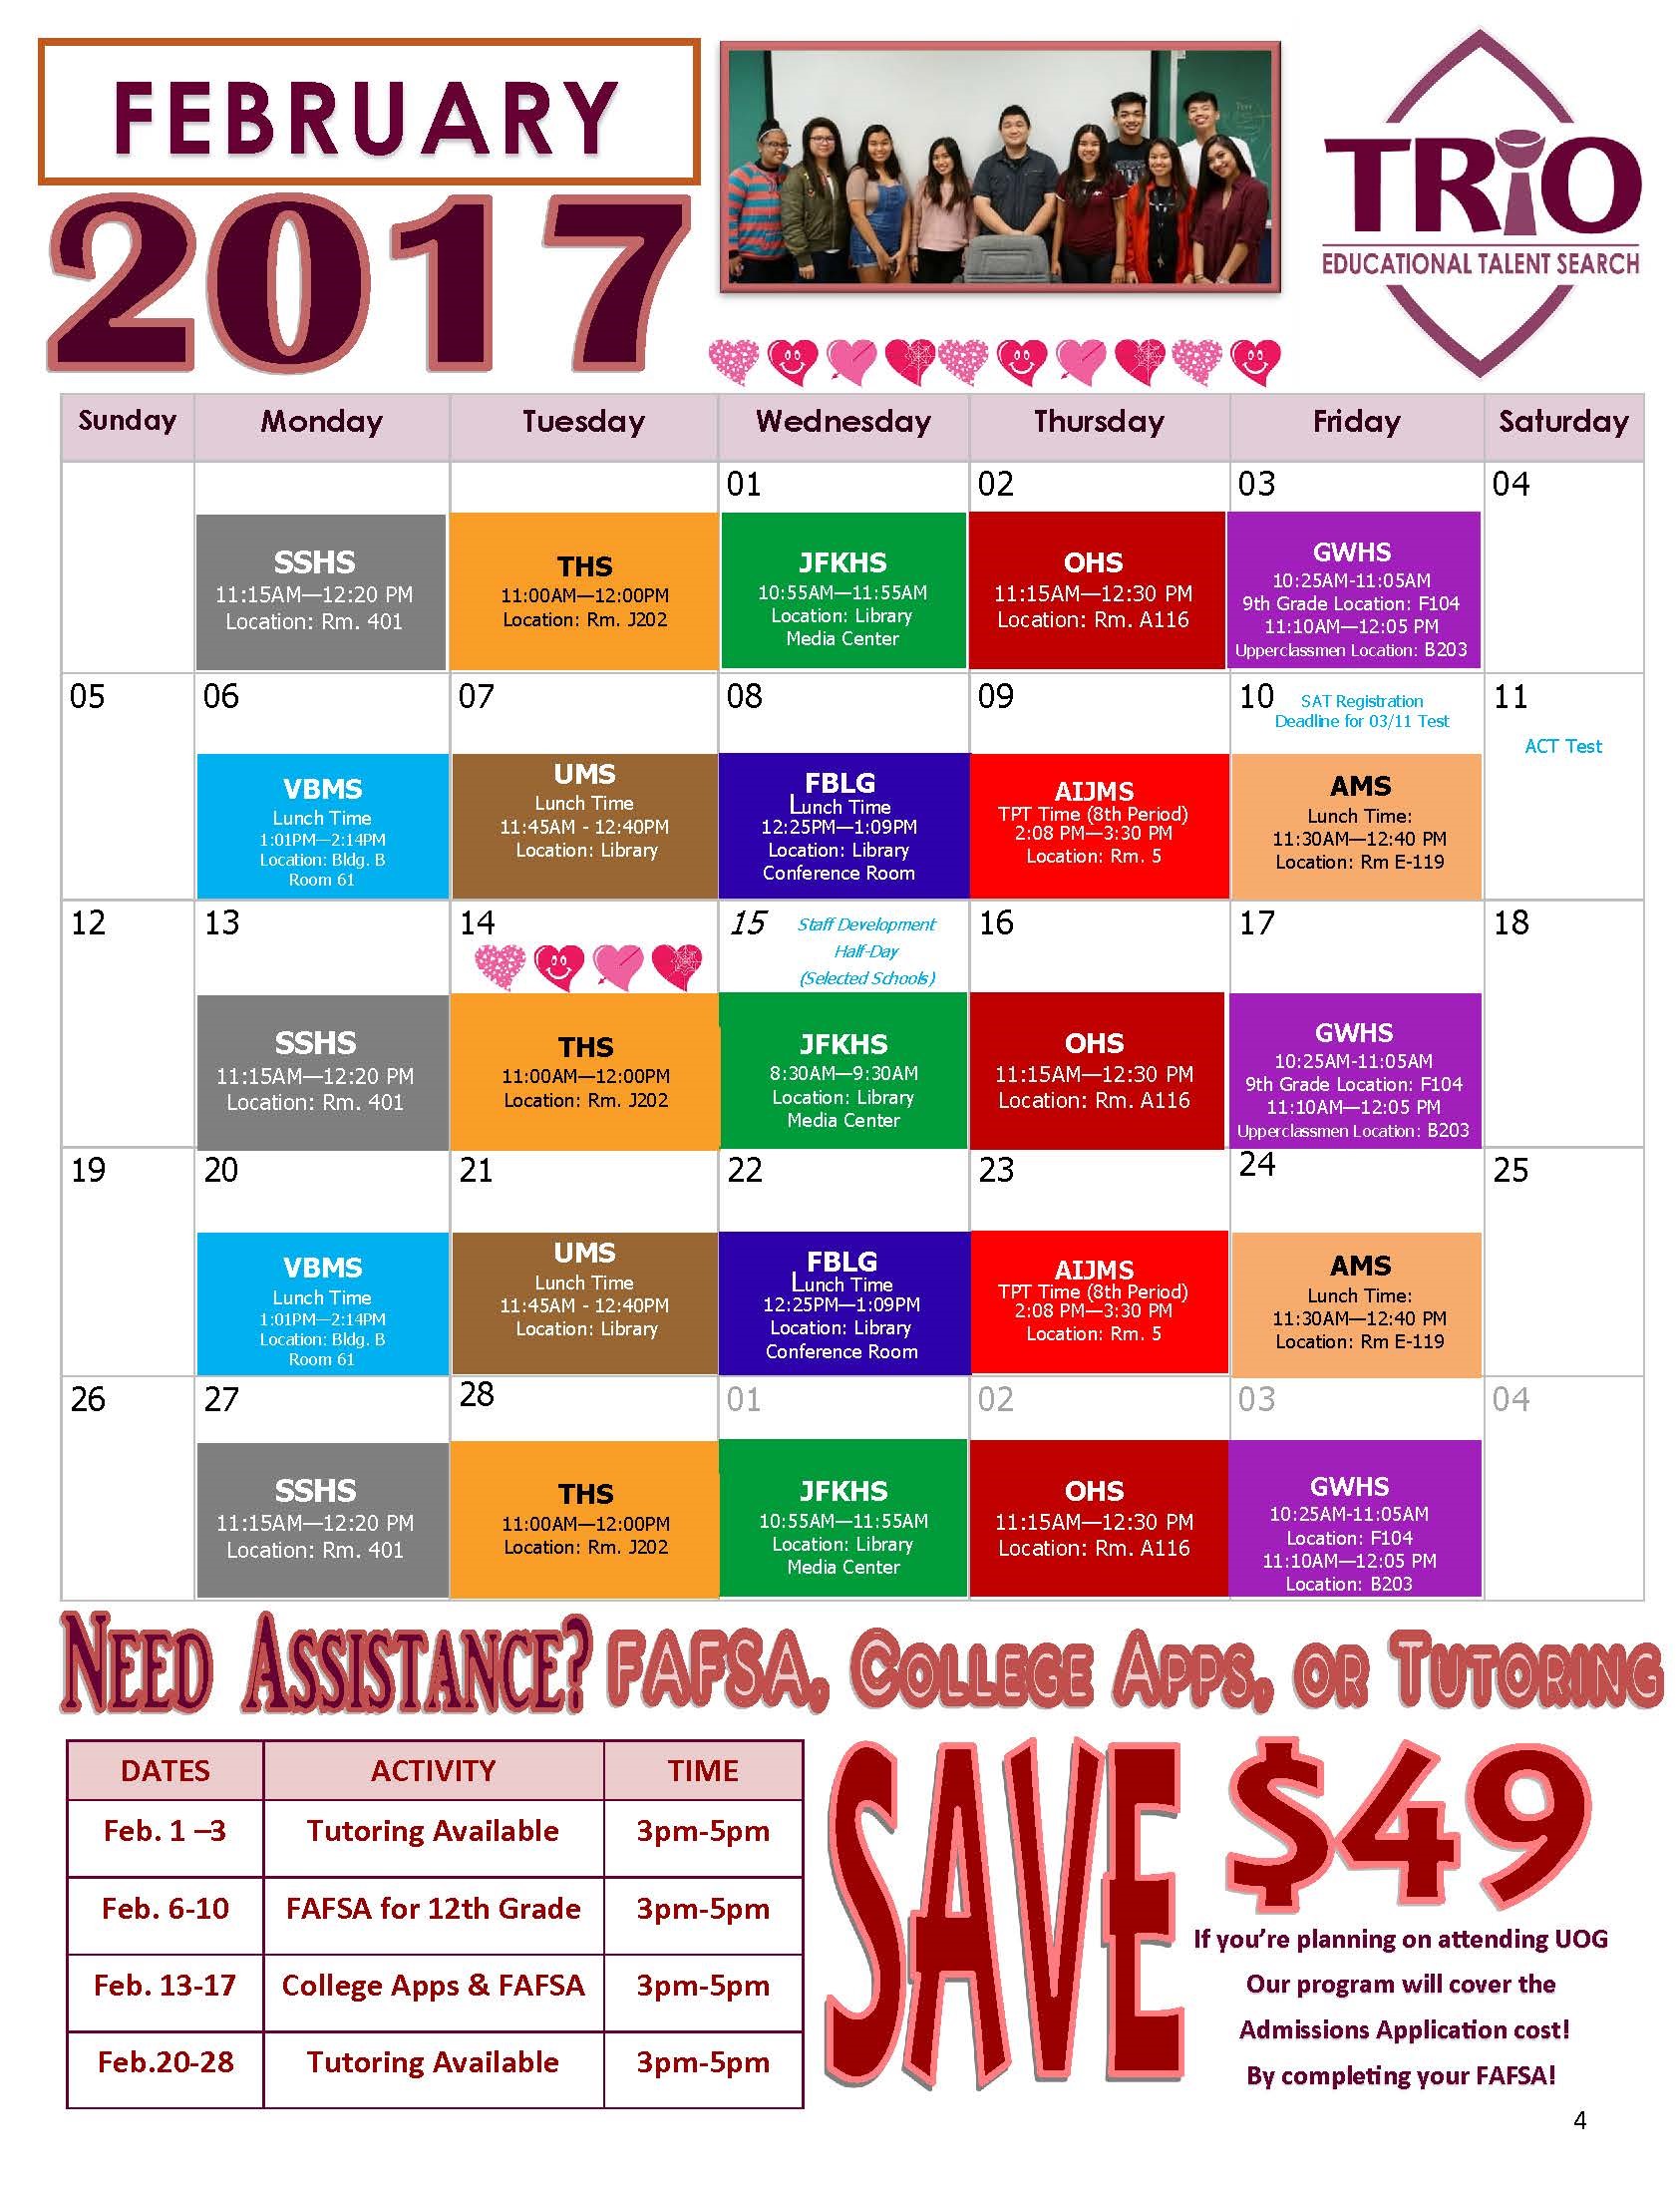 FEBRUARY
2017
TRiO
EDUCATIONAL TALENT SEARCH
Sunday Monday Tuesday Wednesday Thursday Friday Saturday
01 02 03 04
SSHS
11:15AM—12:20 PM
Location: Rm. 401
THS
11:00AM—12:00PM
Location: Rm. J202
JFKHS
10:55AM—11:55AM
Location: Library
Media Center
OHS
11:15AM—12:30 PM
Location: Rm. A116
GWHS
10:25AM-11:05AM
9th Grade Location: F104
11:10AM—12:05 PM
Upperclassmen Location: B203
05 06 07 08 09 10 11
SAT Registration
Deadline for 03/11 Test
ACT Test
VBMS
Lunch Time
1:01PM—2:14PM
Location: Bldg. B
Room 61
UMS
Lunch Time
11:45AM - 12:40PM
Location: Library
FBLG
Lunch Time
12:25PM—1:09PM
Location: Library
Conference Room
AIJMS
TPT Time (8th Period)
2:08 PM—3:30 PM
Location: Rm. 5
AMS
Lunch Time:
11:30AM—12:40 PM
Location: Rm E-119
12 13 14 15 16 17 18
Staff Development
Half-Day
(Selected Schools)
SSHS
11:15AM—12:20 PM
Location: Rm. 401
THS
11:00AM—12:00PM
Location: Rm. J202
JFKHS
8:30AM—9:30AM
Location: Library
Media Center
OHS
11:15AM—12:30 PM
Location: Rm. A116
GWHS
10:25AM-11:05AM
9th Grade Location: F104
11:10AM—12:05 PM
Upperclassmen Location: B203
19 20 21 22 23 24 25
VBMS
Lunch Time
1:01PM—2:14PM
Location: Bldg. B
Room 61
UMS
Lunch Time
11:45AM - 12:40PM
Location: Library
FBLG
Lunch Time
12:25PM—1:09PM
Location: Library
Conference Room
AIJMS
TPT Time (8th Period)
2:08 PM—3:30 PM
Location: Rm. 5
AMS
Lunch Time:
11:30AM—12:40 PM
Location: Rm E-119
26 27 28 01 02 03 04
SSHS
11:15AM—12:20 PM
Location: Rm. 401
THS
11:00AM—12:00PM
Location: Rm. J202
JFKHS
10:55AM—11:55AM
Location: Library
Media Center
OHS
11:15AM—12:30 PM
Location: Rm. A116
GWHS
10:25AM-11:05AM
Location: F104
11:10AM—12:05 PM
Location: B203
NEED ASSISTANCE? FAFSA, COLLEGE APPS, OR TUTORING
DATES ACTIVITY TIME
Feb. 1 –3 Tutoring Available 3pm-5pm
Feb. 6-10 FAFSA for 12th Grade 3pm-5pm
Feb. 13-17 College Apps & FAFSA 3pm-5pm
Feb.20-28 Tutoring Available 3pm-5pm
SAVE $49
If you're planning on attending UOG
Our program will cover the
Admissions Application cost!
By completing your FAFSA!
4